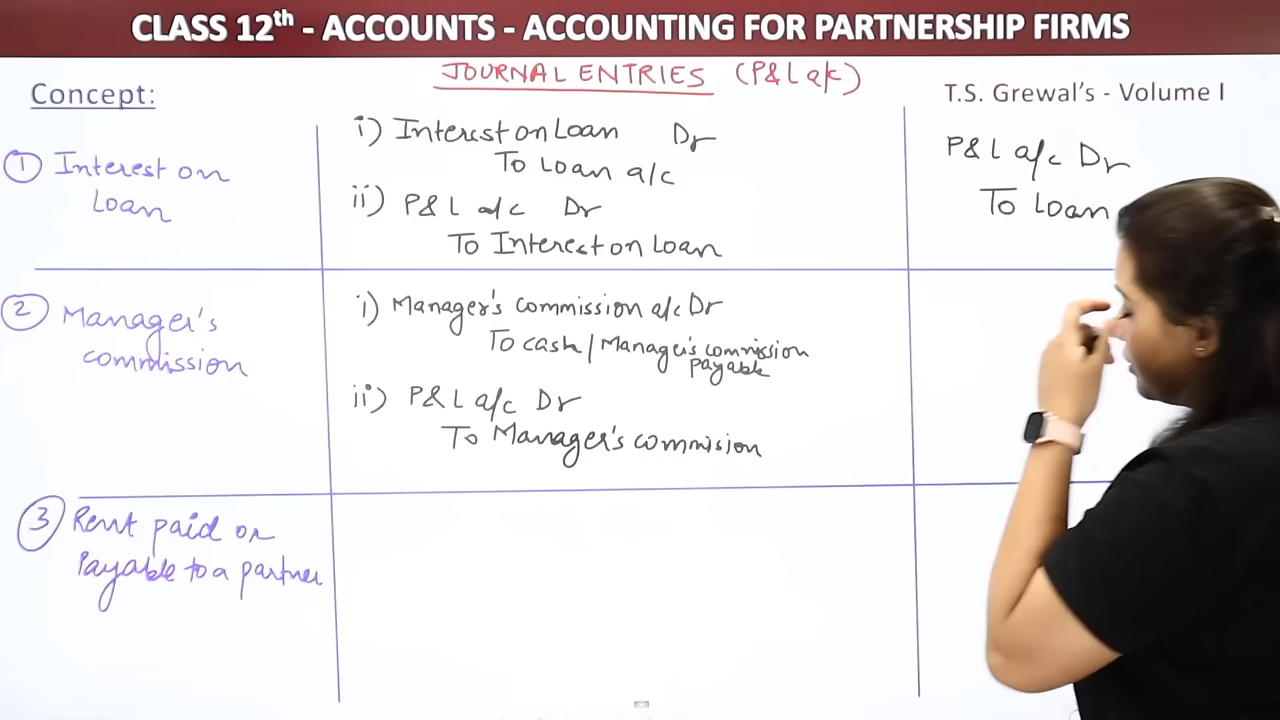 CLASS 12th - ACCOUNTS - ACCOUNTING FOR PARTNERSHIP FIRMS
JOURNAL ENTRIES (P&L a/c)
Concept:
T.S. Grewal's - Volume I
① Interest on
Loan
i) Interest on Loan Dr
To Loan a/c
ii) P&L a/c Dr
To Interest on Loan
P&L a/c Dr
To Loan
② Manager's
commission
i) Manager's commission a/c Dr
To cash / Manager's commission
payable
ii) P&L a/c Dr
To Manager's commision
③ Rent paid or
Payable to a partner